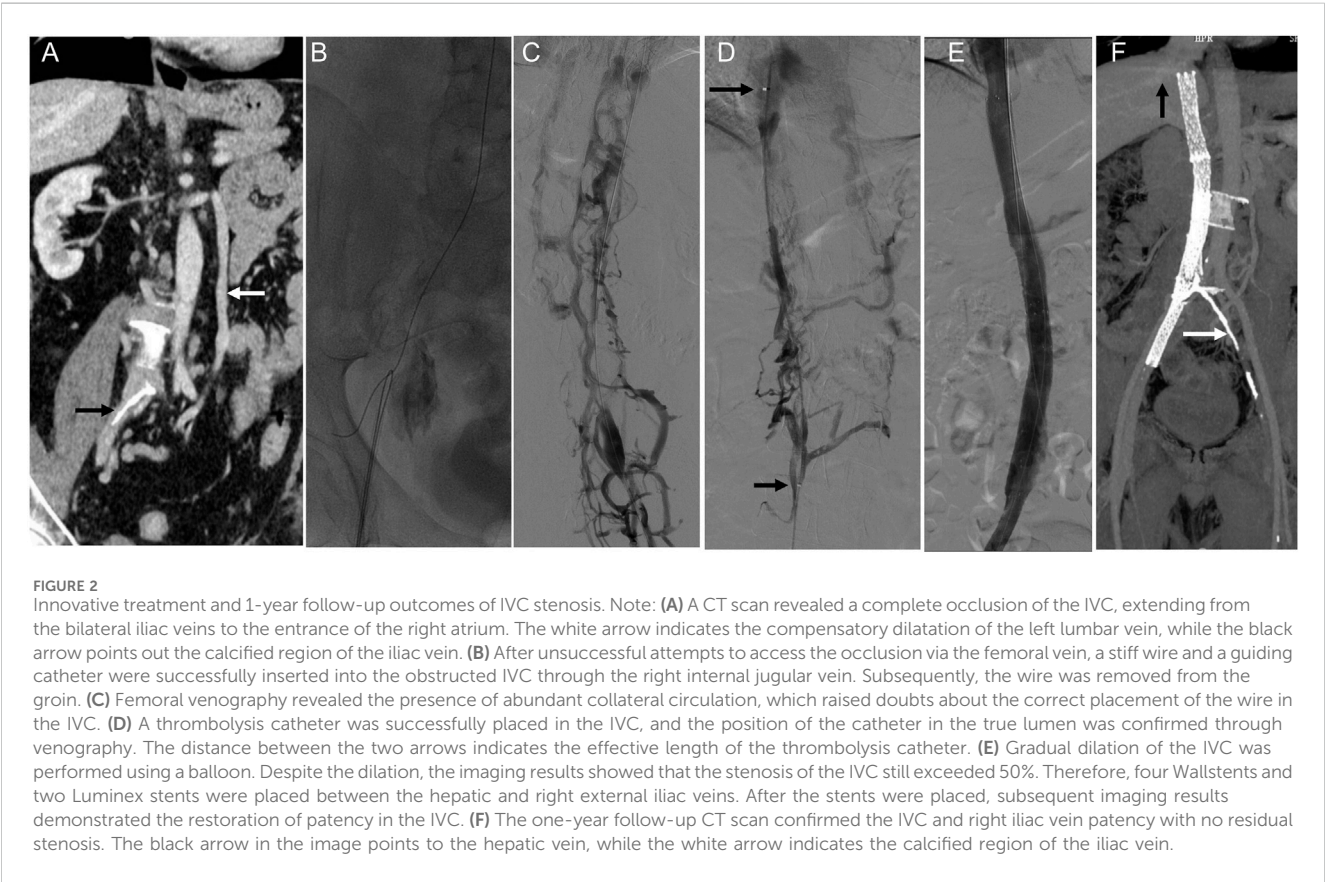 A B C D E F
HPR
FIGURE 2
Innovative treatment and 1-year follow-up outcomes of IVC stenosis. Note: (A) A CT scan revealed a complete occlusion of the IVC, extending from
the bilateral iliac veins to the entrance of the right atrium. The white arrow indicates the compensatory dilatation of the left lumbar vein, while the black
arrow points out the calcified region of the iliac vein. (B) After unsuccessful attempts to access the occlusion via the femoral vein, a stiff wire and a guiding
catheter were successfully inserted into the obstructed IVC through the right internal jugular vein. Subsequently, the wire was removed from the
groin. (C) Femoral venography revealed the presence of abundant collateral circulation, which raised doubts about the correct placement of the wire in
the IVC. (D) A thrombolysis catheter was successfully placed in the IVC, and the position of the catheter in the true lumen was confirmed through
venography. The distance between the two arrows indicates the effective length of the thrombolysis catheter. (E) Gradual dilation of the IVC was
performed using a balloon. Despite the dilation, the imaging results showed that the stenosis of the IVC still exceeded 50%. Therefore, four Wallstents and
two Luminex stents were placed between the hepatic and right external iliac veins. After the stents were placed, subsequent imaging results
demonstrated the restoration of patency in the IVC. (F) The one-year follow-up CT scan confirmed the IVC and right iliac vein patency with no residual
stenosis. The black arrow in the image points to the hepatic vein, while the white arrow indicates the calcified region of the iliac vein.